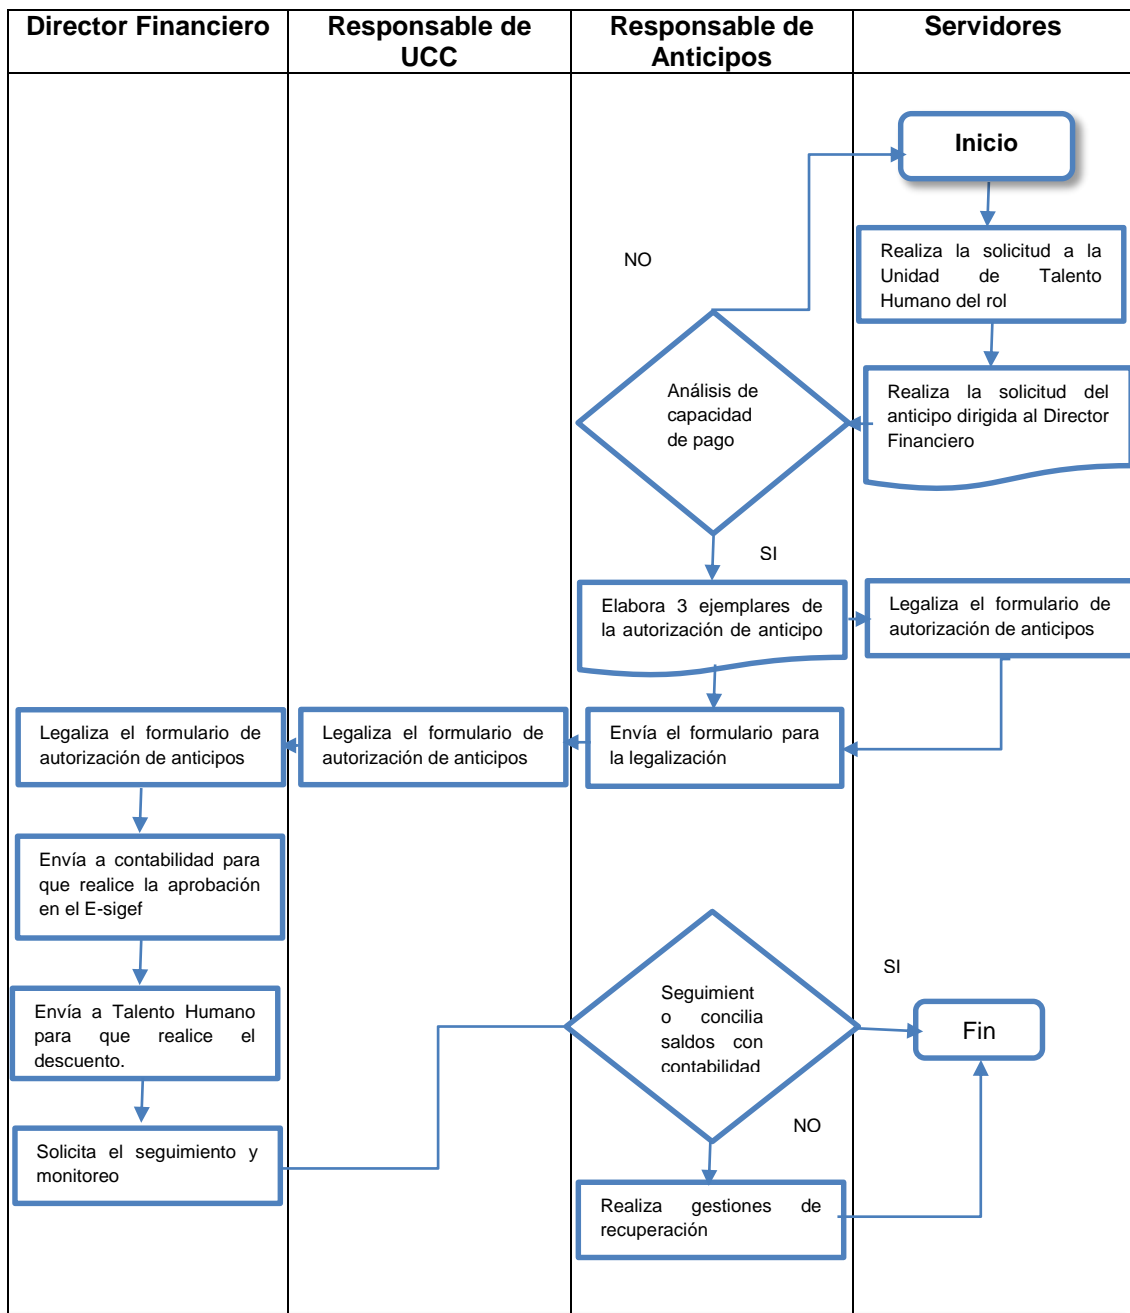 Director Financiero
Responsable de
UCC
Responsable de
Anticipos
Servidores
Inicio
Realiza la solicitud a la
Unidad de Talento
Humano del rol
NO
Análisis de
capacidad
de pago
Realiza la solicitud del
anticipo dirigida al Director
Financiero
SI
Elabora 3 ejemplares de
la autorización de anticipo
Legaliza el formulario de
autorización de anticipos
Legaliza el formulario de
autorización de anticipos
Legaliza el formulario de
autorización de anticipos
Envía el formulario para
la legalización
Envía a contabilidad para
que realice la aprobación
en el E-sigef
Envía a Talento Humano
para que realice el
descuento.
Solicita el seguimiento y
monitoreo
Seguimient
o concilia
saldos con
contabilidad
SI
Fin
NO
Realiza gestiones de
recuperación